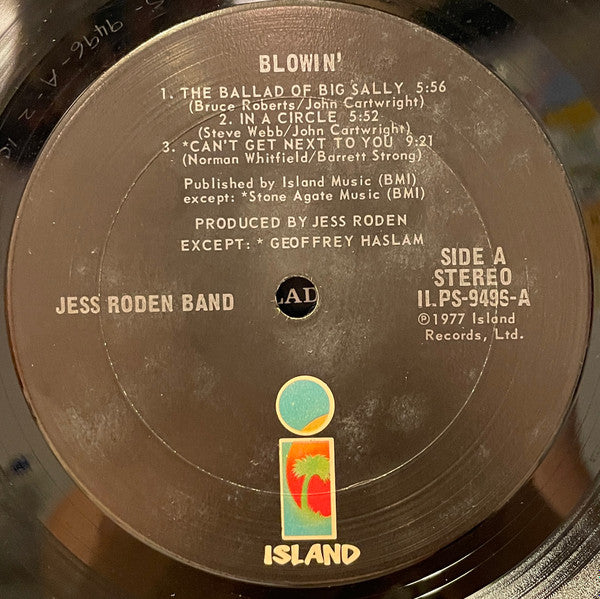 BLOWIN'
1. THE BALLAD OF BIG SALLY 5:56
(Bruce Roberts/John Cartwright)
2. IN A CIRCLE 5:52
(Steve Webb/John Cartwright)
3. *CAN'T GET NEXT TO YOU 9:21
(Norman Whitfield/Barrett Strong)
Published by Island Music (BMI)
except: *Stone Agate Music (BMI)
PRODUCED BY JESS RODEN
EXCEPT: * GEOFFREY HASLAM
JESS RODEN BAND
LAD
SIDE A
STEREO
ILPS-9496-A
℗1977 Island
Records, Ltd.
i
ISLAND